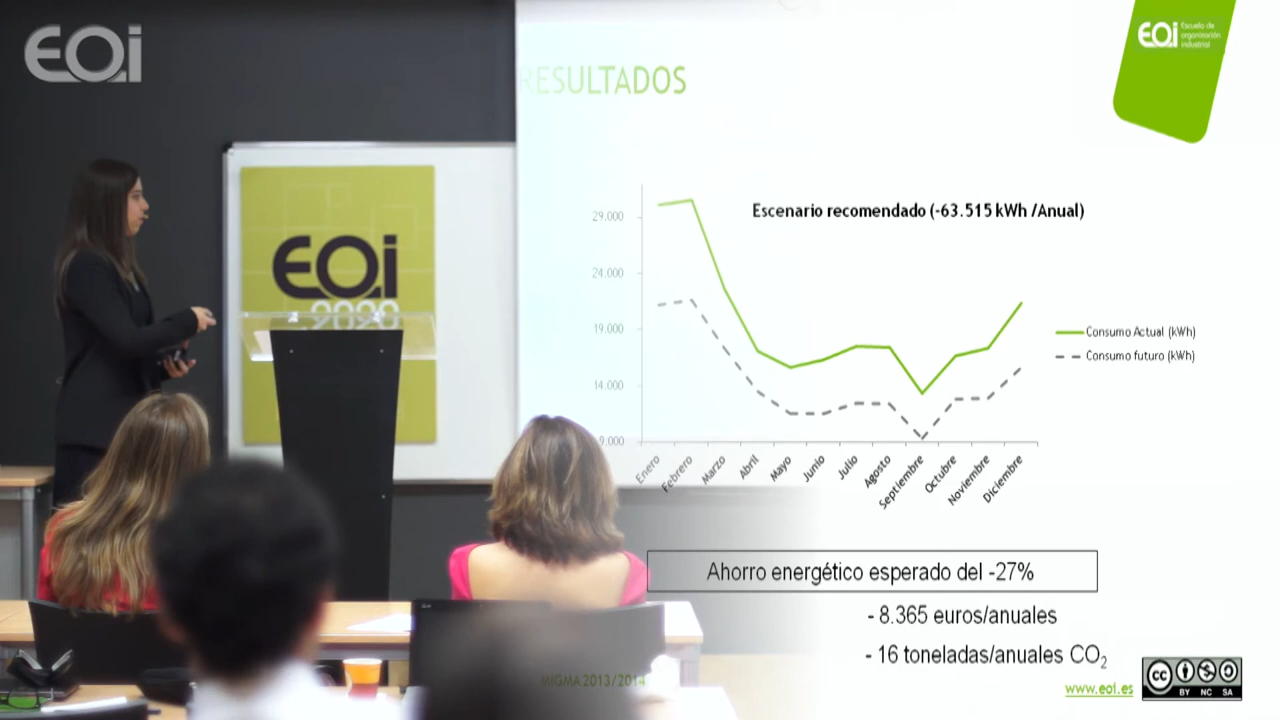 EOi
EOi
Escuela de
organización
industrial
RESULTADOS
EOi
2020
Escenario recomendado (-63.515 kWh /Anual)
29.000
24.000
19.000
14.000
9.000
Consumo Actual (kWh)
Consumo futuro (kWh)
Enero
Febrero
Marzo
Abril
Mayo
Junio
Julio
Agosto
Septiembre
Octubre
Noviembre
Diciembre
Ahorro energético esperado del -27%
- 8.365 euros/anuales
- 16 toneladas/anuales CO2
MIGMA 2013/2014
www.eoi.es
cc
BY NC SA